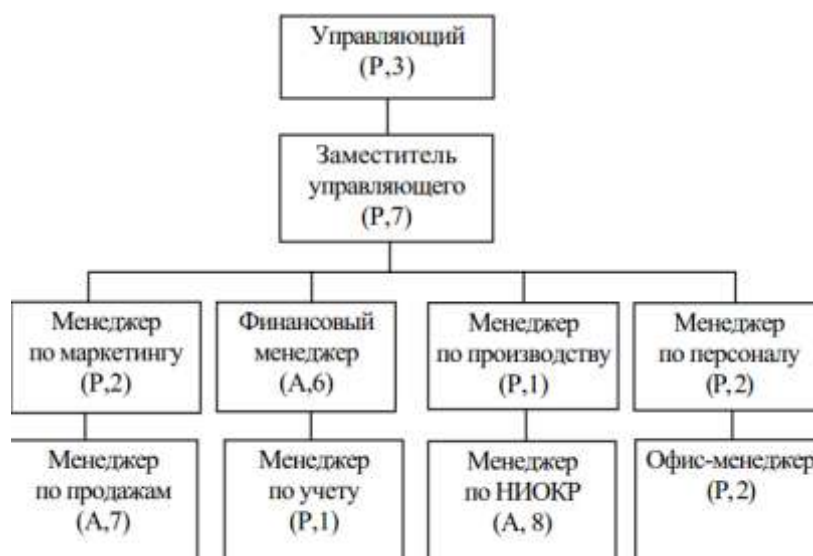 Управляющий
(Р,3)
Заместитель
управляющего
(Р,7)
Менеджер
по маркетингу
(Р,2)
Финансовый
менеджер
(А,6)
Менеджер
по производству
(Р,1)
Менеджер
по персоналу
(Р,2)
Менеджер
по продажам
(А,7)
Менеджер
по учету
(Р,1)
Менеджер
по НИОКР
(А, 8)
Офис-менеджер
(Р,2)